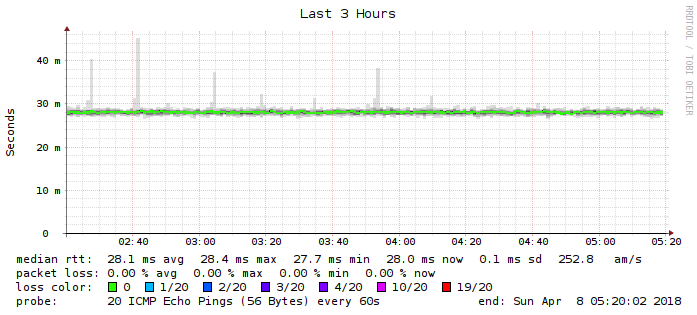 Last 3 Hours
RRDTOOL / TOBI OETIKER
Seconds
40 m
30 m
20 m
10 m
0
02:40 03:00 03:20 03:40 04:00 04:20 04:40 05:00 05:20
median rtt: 28.1 ms avg 28.4 ms max 27.7 ms min 28.0 ms now 0.1 ms sd 252.8 am/s
packet loss: 0.00 % avg 0.00 % max 0.00 % min 0.00 % now
loss color: 0 1/20 2/20 3/20 4/20 10/20 19/20
probe: 20 ICMP Echo Pings (56 Bytes) every 60s end: Sun Apr 8 05:20:02 2018